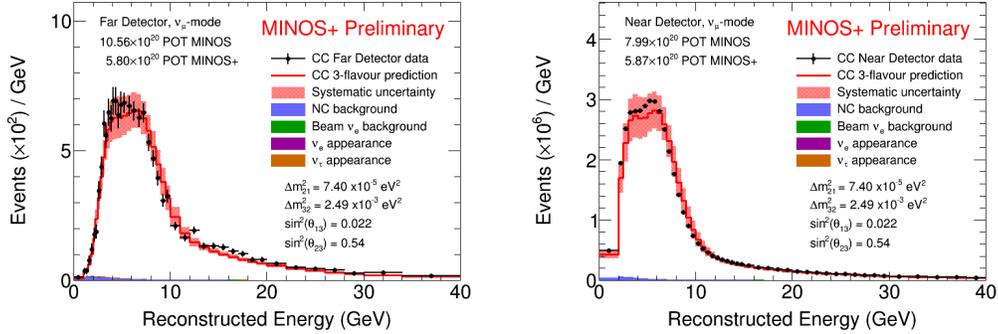 Far Detector, νμ-mode
10.56×10²⁰ POT MINOS
5.80×10²⁰ POT MINOS+
MINOS+ Preliminary
CC Far Detector data
CC 3-flavour prediction
Systematic uncertainty
NC background
Beam νe background
νe appearance
ντ appearance
Δm²₂₁ = 7.40 x10⁻⁵ eV²
Δm²₃₂ = 2.49 x10⁻³ eV²
sin²(θ₁₃) = 0.022
sin²(θ₂₃) = 0.54
Events (×10²) / GeV
10
5
0
0 10 20 30 40
Reconstructed Energy (GeV)
Near Detector, νμ-mode
7.99×10²⁰ POT MINOS
5.87×10²⁰ POT MINOS+
MINOS+ Preliminary
CC Near Detector data
CC 3-flavour prediction
Systematic uncertainty
NC background
Beam νe background
νe appearance
ντ appearance
Δm²₂₁ = 7.40 x10⁻⁵ eV²
Δm²₃₂ = 2.49 x10⁻³ eV²
sin²(θ₁₃) = 0.022
sin²(θ₂₃) = 0.54
Events (×10⁶) / GeV
4
3
2
1
0
0 10 20 30 40
Reconstructed Energy (GeV)